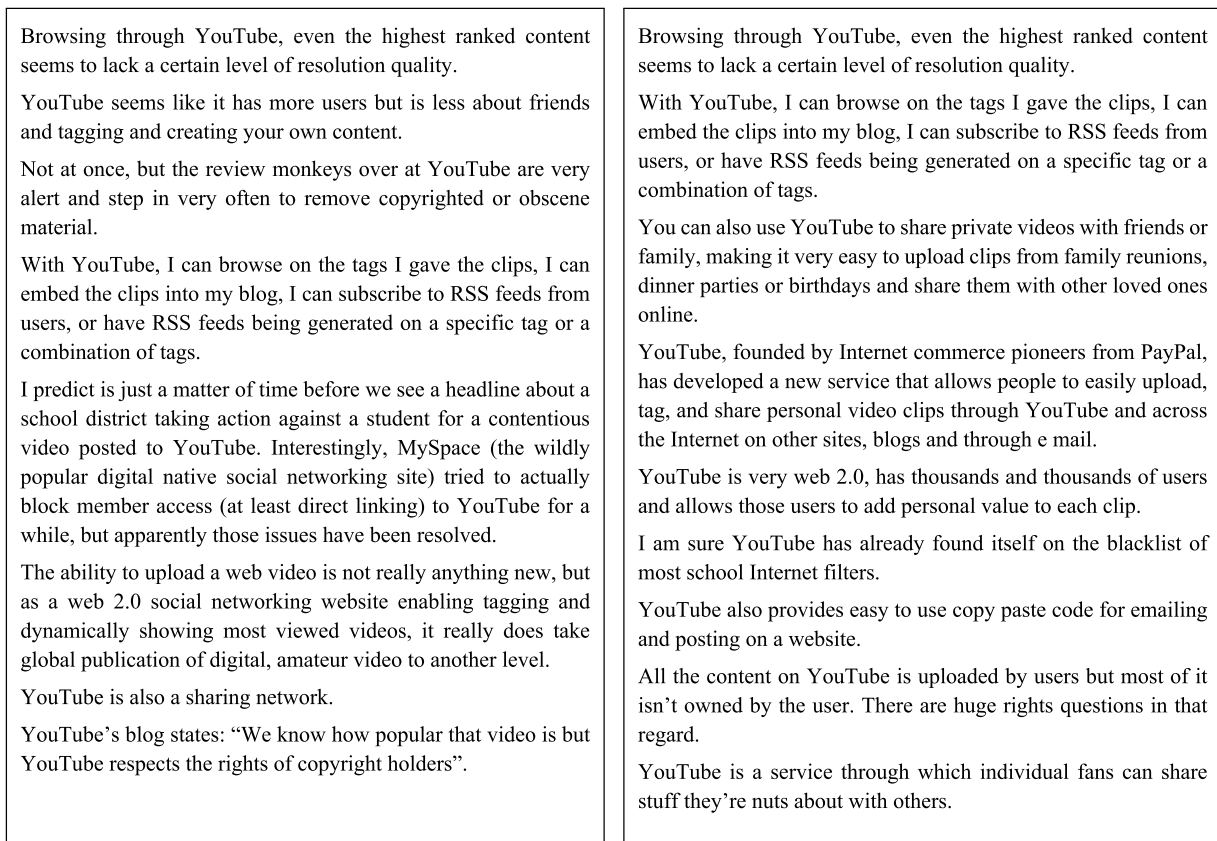 Browsing through YouTube, even the highest ranked content
seems to lack a certain level of resolution quality.
YouTube seems like it has more users but is less about friends
and tagging and creating your own content.
Not at once, but the review monkeys over at YouTube are very
alert and step in very often to remove copyrighted or obscene
material.
With YouTube, I can browse on the tags I gave the clips, I can
embed the clips into my blog, I can subscribe to RSS feeds from
users, or have RSS feeds being generated on a specific tag or a
combination of tags.
I predict is just a matter of time before we see a headline about a
school district taking action against a student for a contentious
video posted to YouTube. Interestingly, MySpace (the wildly
popular digital native social networking site) tried to actually
block member access (at least direct linking) to YouTube for a
while, but apparently those issues have been resolved.
The ability to upload a web video is not really anything new, but
as a web 2.0 social networking website enabling tagging and
dynamically showing most viewed videos, it really does take
global publication of digital, amateur video to another level.
YouTube is also a sharing network.
YouTube's blog states: “We know how popular that video is but
YouTube respects the rights of copyright holders”.
Browsing through YouTube, even the highest ranked content
seems to lack a certain level of resolution quality.
With YouTube, I can browse on the tags I gave the clips, I can
embed the clips into my blog, I can subscribe to RSS feeds from
users, or have RSS feeds being generated on a specific tag or a
combination of tags.
You can also use YouTube to share private videos with friends or
family, making it very easy to upload clips from family reunions,
dinner parties or birthdays and share them with other loved ones
online.
YouTube, founded by Internet commerce pioneers from PayPal,
has developed a new service that allows people to easily upload,
tag, and share personal video clips through YouTube and across
the Internet on other sites, blogs and through e mail.
YouTube is very web 2.0, has thousands and thousands of users
and allows those users to add personal value to each clip.
I am sure YouTube has already found itself on the blacklist of
most school Internet filters.
YouTube also provides easy to use copy paste code for emailing
and posting on a website.
All the content on YouTube is uploaded by users but most of it
isn't owned by the user. There are huge rights questions in that
regard.
YouTube is a service through which individual fans can share
stuff they're nuts about with others.